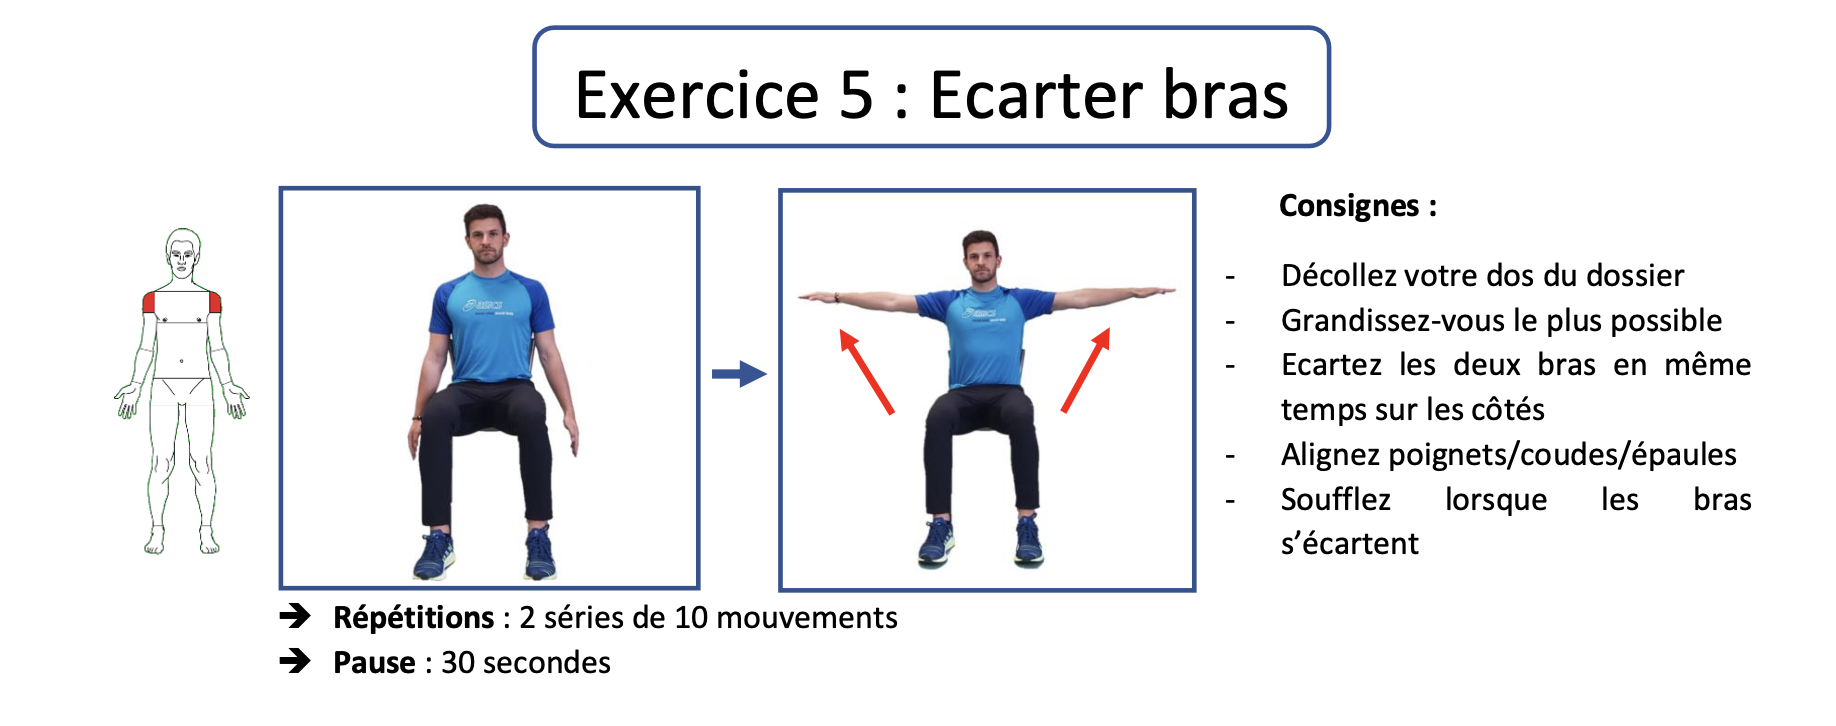 Exercice 5 : Ecarter bras
Consignes :
- Décollez votre dos du dossier
- Grandissez-vous le plus possible
- Ecartez les deux bras en même
temps sur les côtés
- Alignez poignets/coudes/épaules
- Soufflez lorsque les bras
s’écartent
asics
asics
➔ Répétitions : 2 séries de 10 mouvements
➔ Pause : 30 secondes